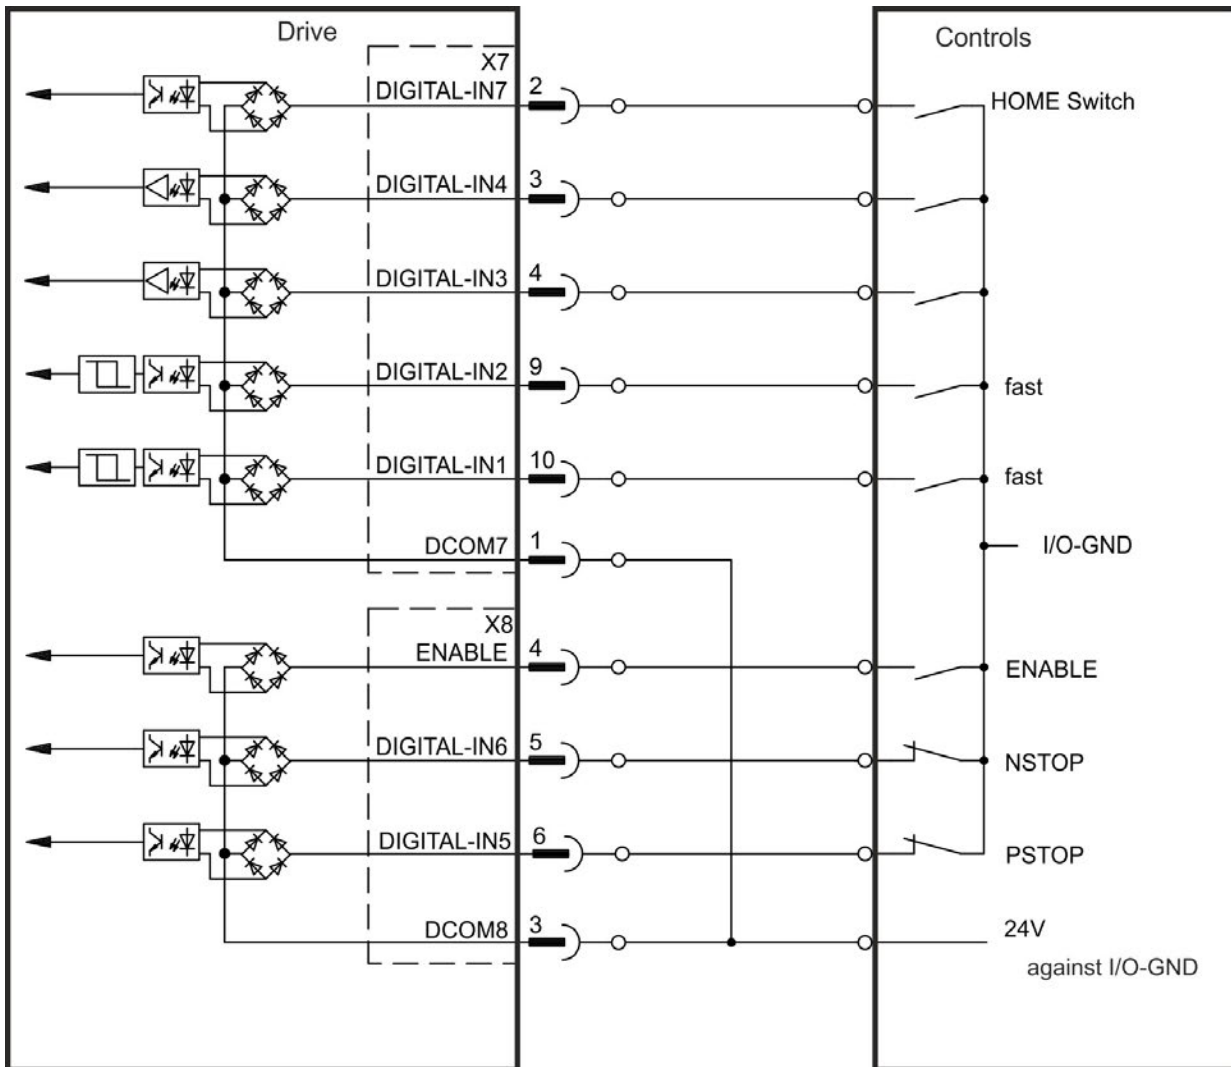 Drive
Controls
X7
DIGITAL-IN7
2
HOME Switch
DIGITAL-IN4
3
DIGITAL-IN3
4
DIGITAL-IN2
9
fast
DIGITAL-IN1
10
fast
DCOM7
1
I/O-GND
X8
ENABLE
4
ENABLE
DIGITAL-IN6
5
NSTOP
DIGITAL-IN5
6
PSTOP
DCOM8
3
24V
against I/O-GND